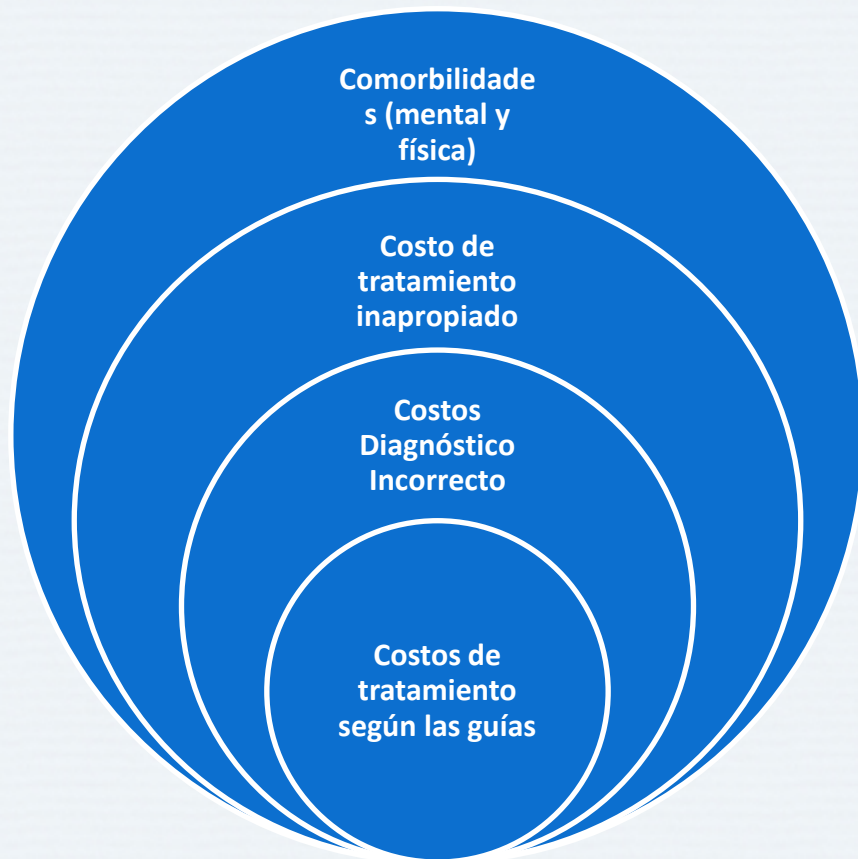 Comorbilidade
s (mental y
física)
Costo de
tratamiento
inapropiado
Costos
Diagnóstico
Incorrecto
Costos de
tratamiento
según las guías